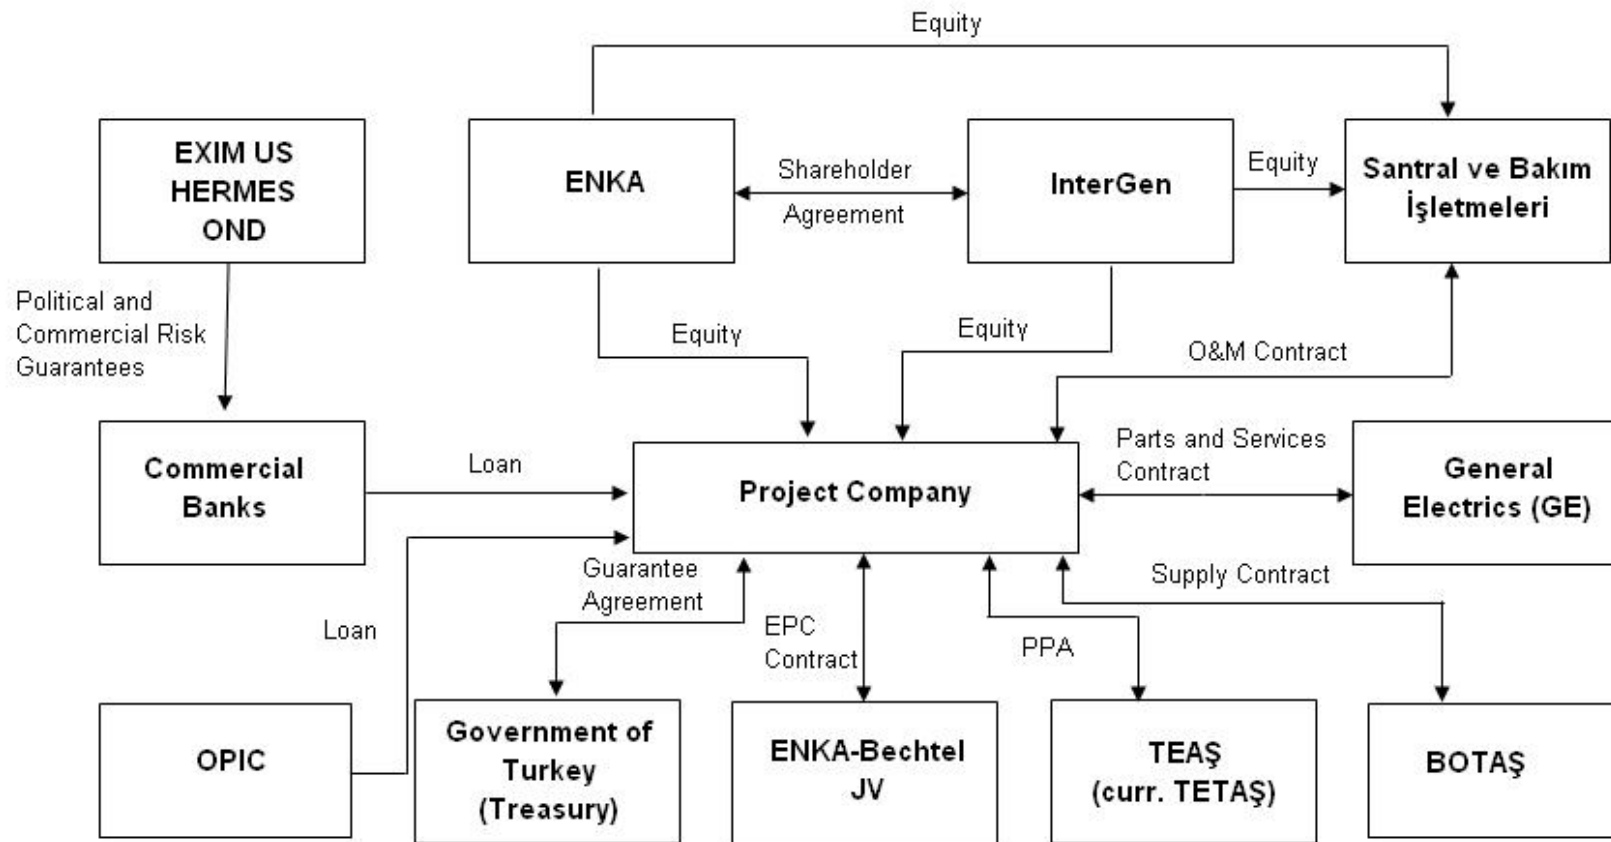 Equity
EXIM US
HERMES
OND
ENKA
Shareholder
Agreement
InterGen
Equity
Santral ve Bakım
İşletmeleri
Political and
Commercial Risk
Guarantees
Equity
Equity
O&M Contract
Commercial
Banks
Loan
Project Company
Parts and Services
Contract
General
Electrics (GE)
Guarantee
Agreement
Supply Contract
Loan
EPC
Contract
PPA
OPIC
Government of
Turkey
(Treasury)
ENKA-Bechtel
JV
TEAŞ
(curr. TETAŞ)
BOTAŞ